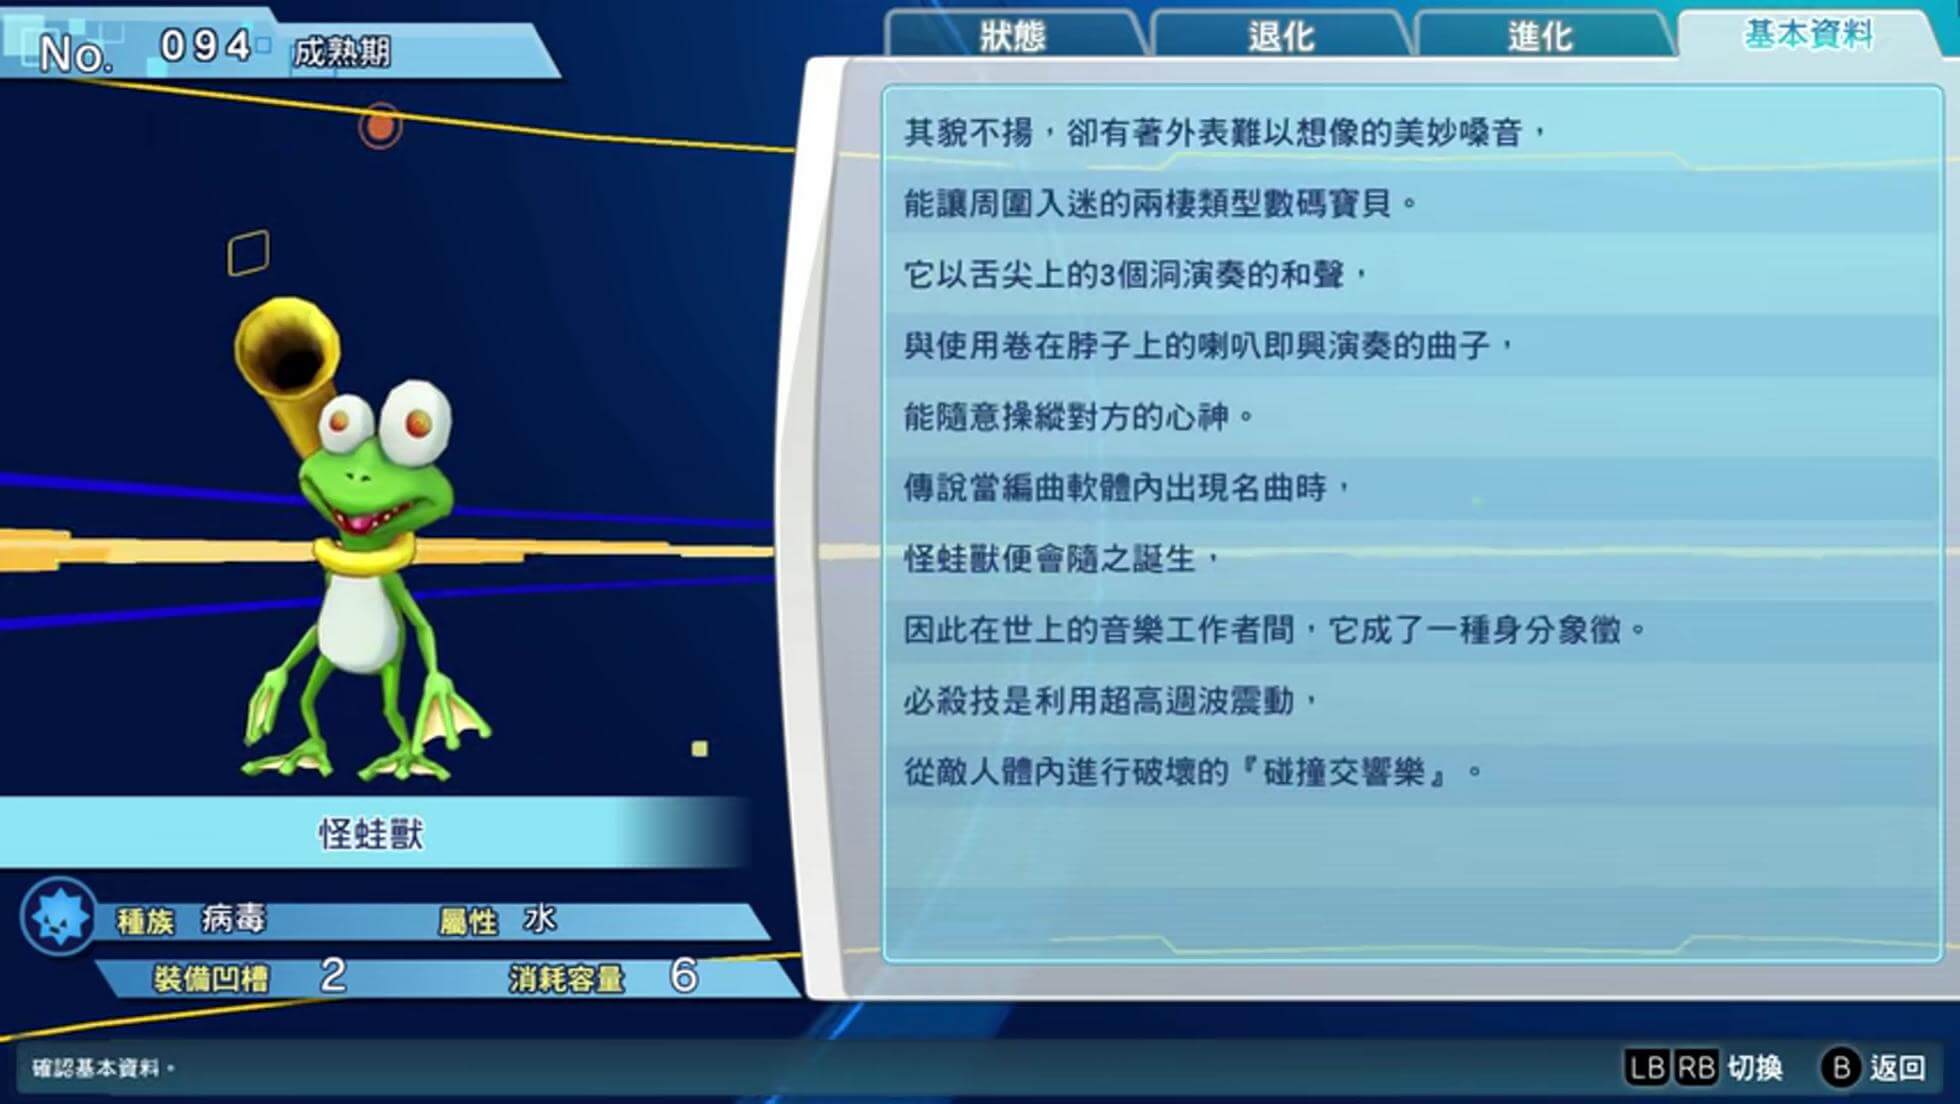 No. 094 成熟期
狀態 退化 進化 基本資料
其貌不揚，卻有著外表難以想像的美妙嗓音，
能讓周圍入迷的兩棲類型數碼寶貝。
它以舌尖上的3個洞演奏的和聲，
與使用卷在脖子上的喇叭即興演奏的曲子，
能隨意操縱對方的心神。
傳說當編曲軟體內出現名曲時，
怪蛙獸便會隨之誕生，
因此在世上的音樂工作者間，它成了一種身分象徵。
必殺技是利用超高週波震動，
從敵人體內進行破壞的『碰撞交響樂』。
怪蛙獸
種族 病毒 屬性 水
裝備凹槽 2 消耗容量 6
確認基本資料。
LB RB 切換 B 返回